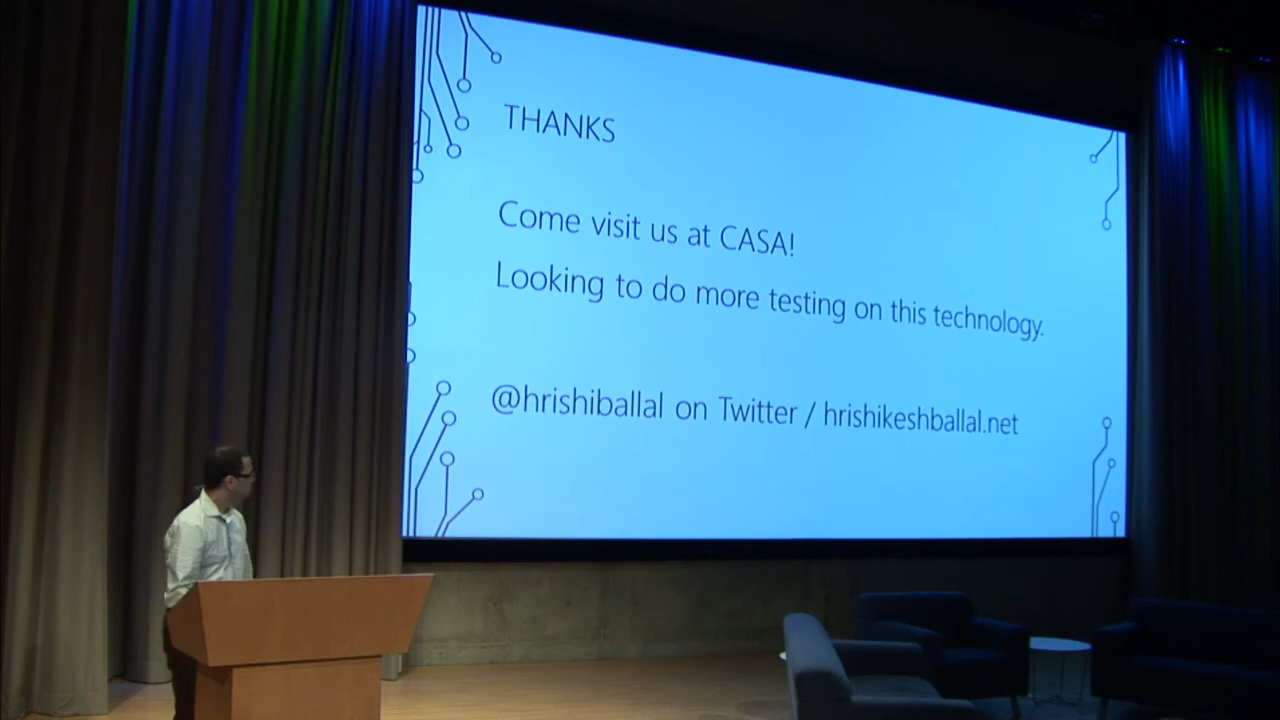 THANKS
Come visit us at CASA!
Looking to do more testing on this technology.
@hrishiballal on Twitter / hrishikeshballal.net